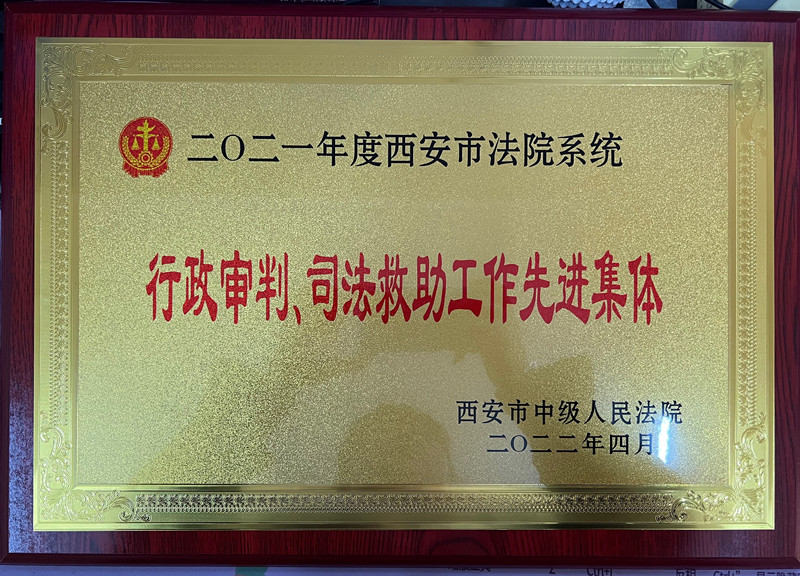 二〇二一年度西安市法院系统
行政审判、司法救助工作先进集体
西安市中级人民法院
二〇二二年四月
Ctrl+